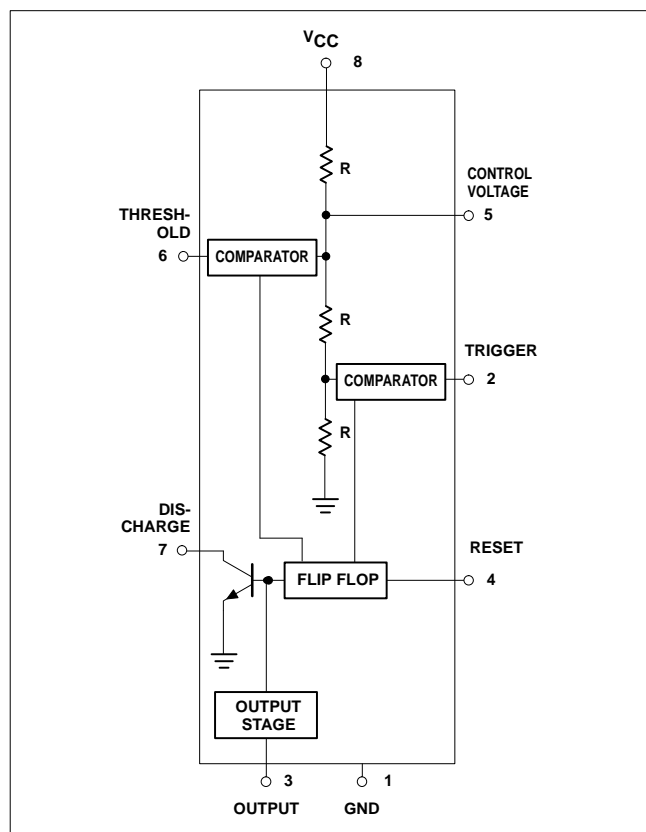 VCC
8
R
CONTROL
VOLTAGE
5
THRESH-
OLD
6
COMPARATOR
R
TRIGGER
COMPARATOR
2
R
DIS-
CHARGE
7
RESET
FLIP FLOP
4
OUTPUT
STAGE
3
1
OUTPUT
GND